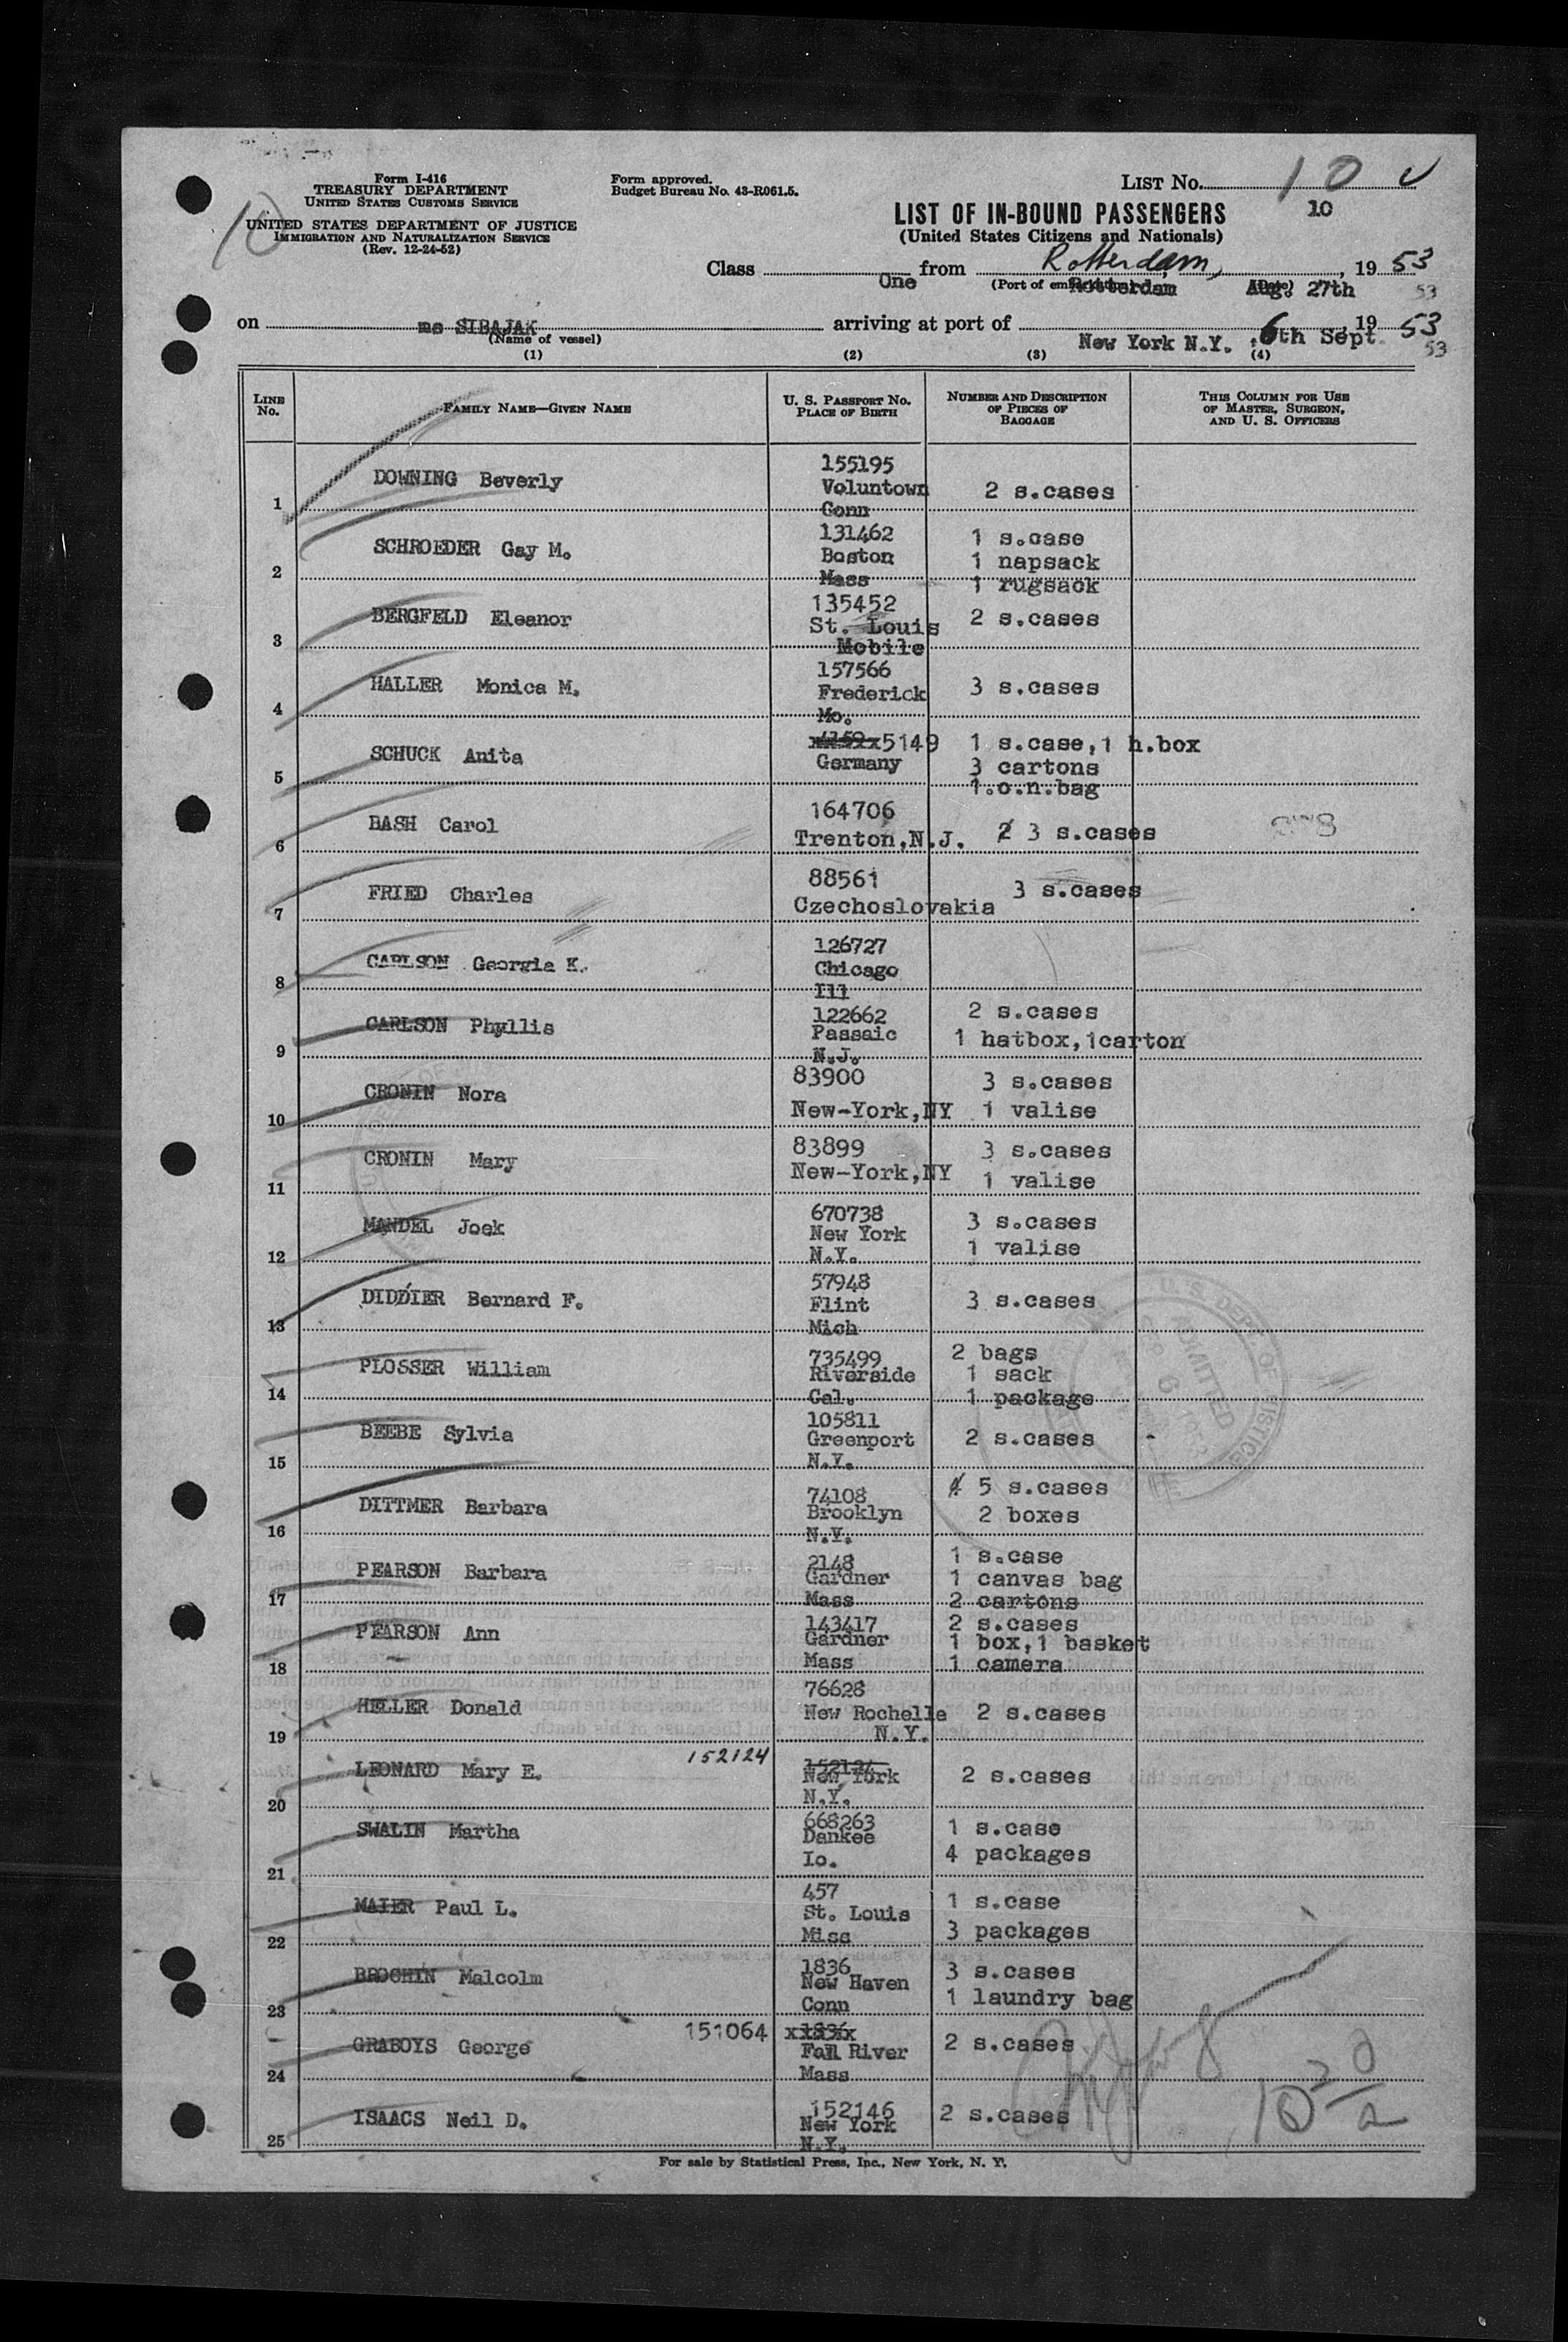 Form I-416
TREASURY DEPARTMENT
UNITED STATES CUSTOMS SERVICE
UNITED STATES DEPARTMENT OF JUSTICE
IMMIGRATION AND NATURALIZATION SERVICE
(Rev. 12-24-52)
10
Form approved.
Budget Bureau No. 43-R061.5.
LIST No. 10
10
LIST OF IN-BOUND PASSENGERS
(United States Citizens and Nationals)
Class One from Rotterdam, , 19 53
Rotterdam Aug. 27th 53
(Port of embarkation) (Date)
on ms SIBAJAK arriving at port of New York N.Y. , 6th Sept. 19 53
53
(Name of vessel)
(1) (2) (3) (4)
LINE No. FAMILY NAME—GIVEN NAME U. S. PASSPORT No. PLACE OF BIRTH NUMBER AND DESCRIPTION OF PIECES OF BAGGAGE THIS COLUMN FOR USE OF MASTER, SURGEON, AND U. S. OFFICERS
1 DOWNING Beverly 155195 Voluntown Conn 2 s.cases
2 SCHROEDER Gay M. 131462 Boston Mass 1 s.case 1 napsack 1 rugsack
3 BERGFELD Eleanor 135452 St. Louis Mobile 2 s.cases
4 HALLER Monica M. 157566 Frederick Mo. 3 s.cases
5 SCHUCK Anita 5149 Germany 1 s.case,1 h.box 3 cartons 1.o.n.bag
6 BASH Carol 164706 Trenton,N.J. 2 3 s.cases
7 FRIED Charles 88561 Czechoslovakia 3 s.cases
8 CARLSON Georgia K. 126727 Chicago Ill
9 CARLSON Phyllis 122662 Passaic N.J. 2 s.cases 1 hatbox,1carton
10 CRONIN Nora 83900 New-York,NY 3 s.cases 1 valise
11 CRONIN Mary 83899 New-York,NY 3 s.cases 1 valise
12 MANDEL Joek 670738 New York N.Y. 3 s.cases 1 valise
13 DIDDIER Bernard F. 57948 Flint Mich 3 s.cases
14 PLOSSER William 735499 Riverside Cal. 2 bags 1 sack 1 package
15 BEEBE Sylvia 105811 Greenport N.Y. 2 s.cases
16 DITTMER Barbara 74108 Brooklyn N.Y. 4 5 s.cases 2 boxes
17 PEARSON Barbara 2148 Gardner Mass 1 s.case 1 canvas bag 2 cartons
18 PEARSON Ann 143417 Gardner Mass 2 s.cases 1 box,1 basket 1 camera
19 HELLER Donald 76628 New Rochelle N.Y. 2 s.cases
20 LEONARD Mary E. 152124 152124 New York N.Y. 2 s.cases
21 SWALIN Martha 668263 Dankee Io. 1 s.case 4 packages
22 MAIER Paul L. 457 St. Louis Miss 1 s.case 3 packages
23 BROCHIN Malcolm 1836 New Haven Conn 3 s.cases 1 laundry bag
24 GRABOYS George 151064 Fall River Mass 2 s.cases
25 ISAACS Neil D. 152146 New York N.Y. 2 s.cases
For sale by Statistical Press, Inc., New York, N. Y.
U. S. DEPT. OF JUSTICE
ADMITTED